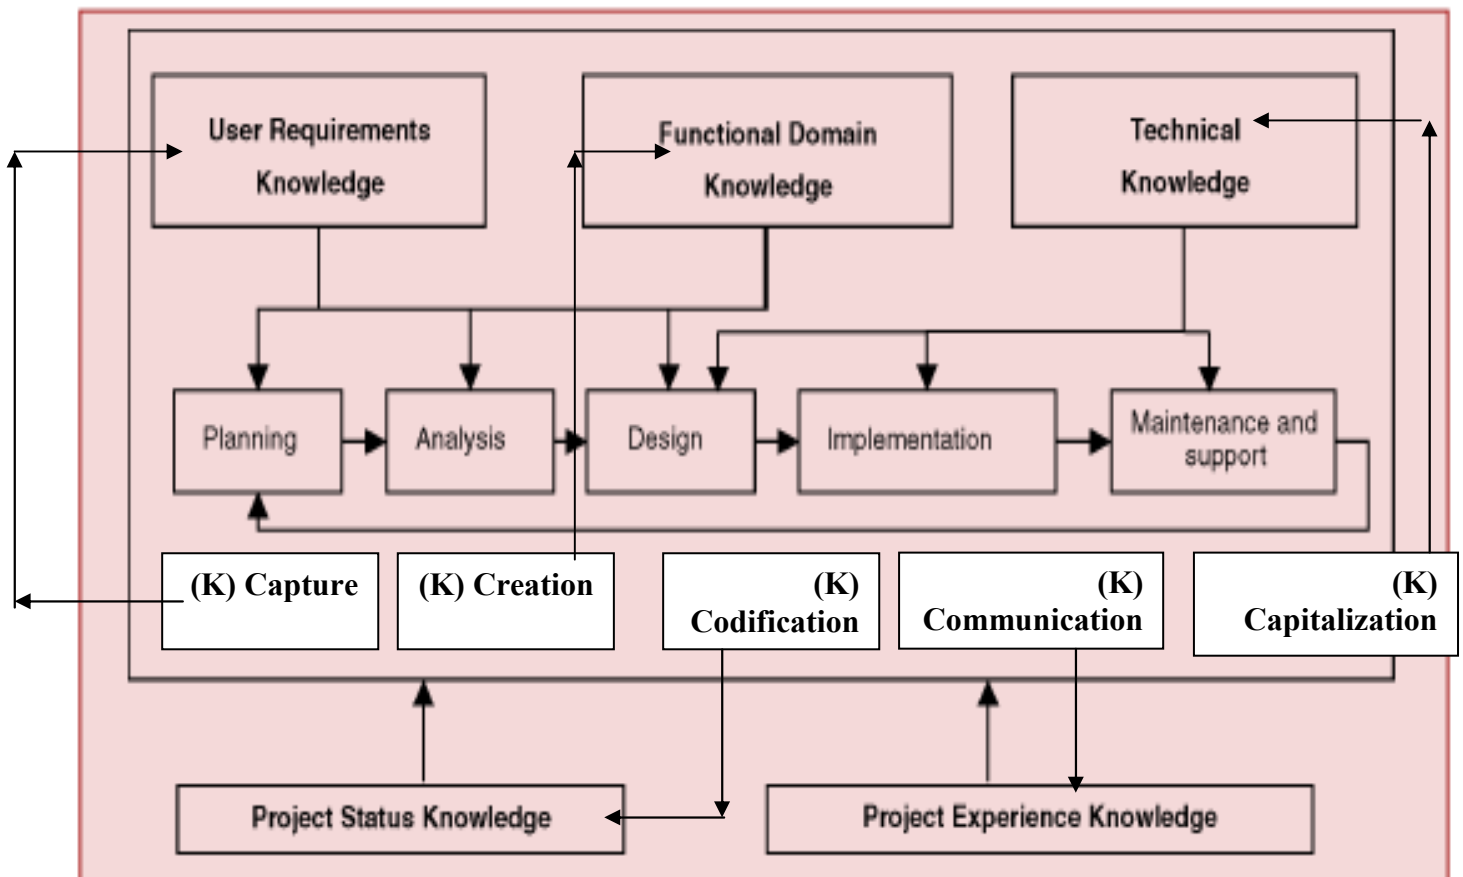 User Requirements
Knowledge
Functional Domain
Knowledge
Technical
Knowledge
Planning
Analysis
Design
Implementation
Maintenance and
support
(K) Capture
(K) Creation
(K)
Codification
(K)
Communication
(K)
Capitalization
Project Status Knowledge
Project Experience Knowledge